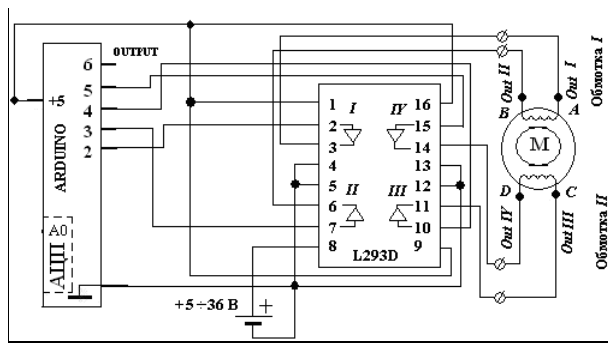 OUTPUT
ARDUINO
+5
6
5
4
3
2
A0
АЦП
1
2
3
4
5
6
7
8
16
15
14
13
12
11
10
9
I
IV
II
III
L293D
+5÷36 В
+
Out II
Out I
B
A
M
D
C
Out IV
Out III
Обмотка I
Обмотка II